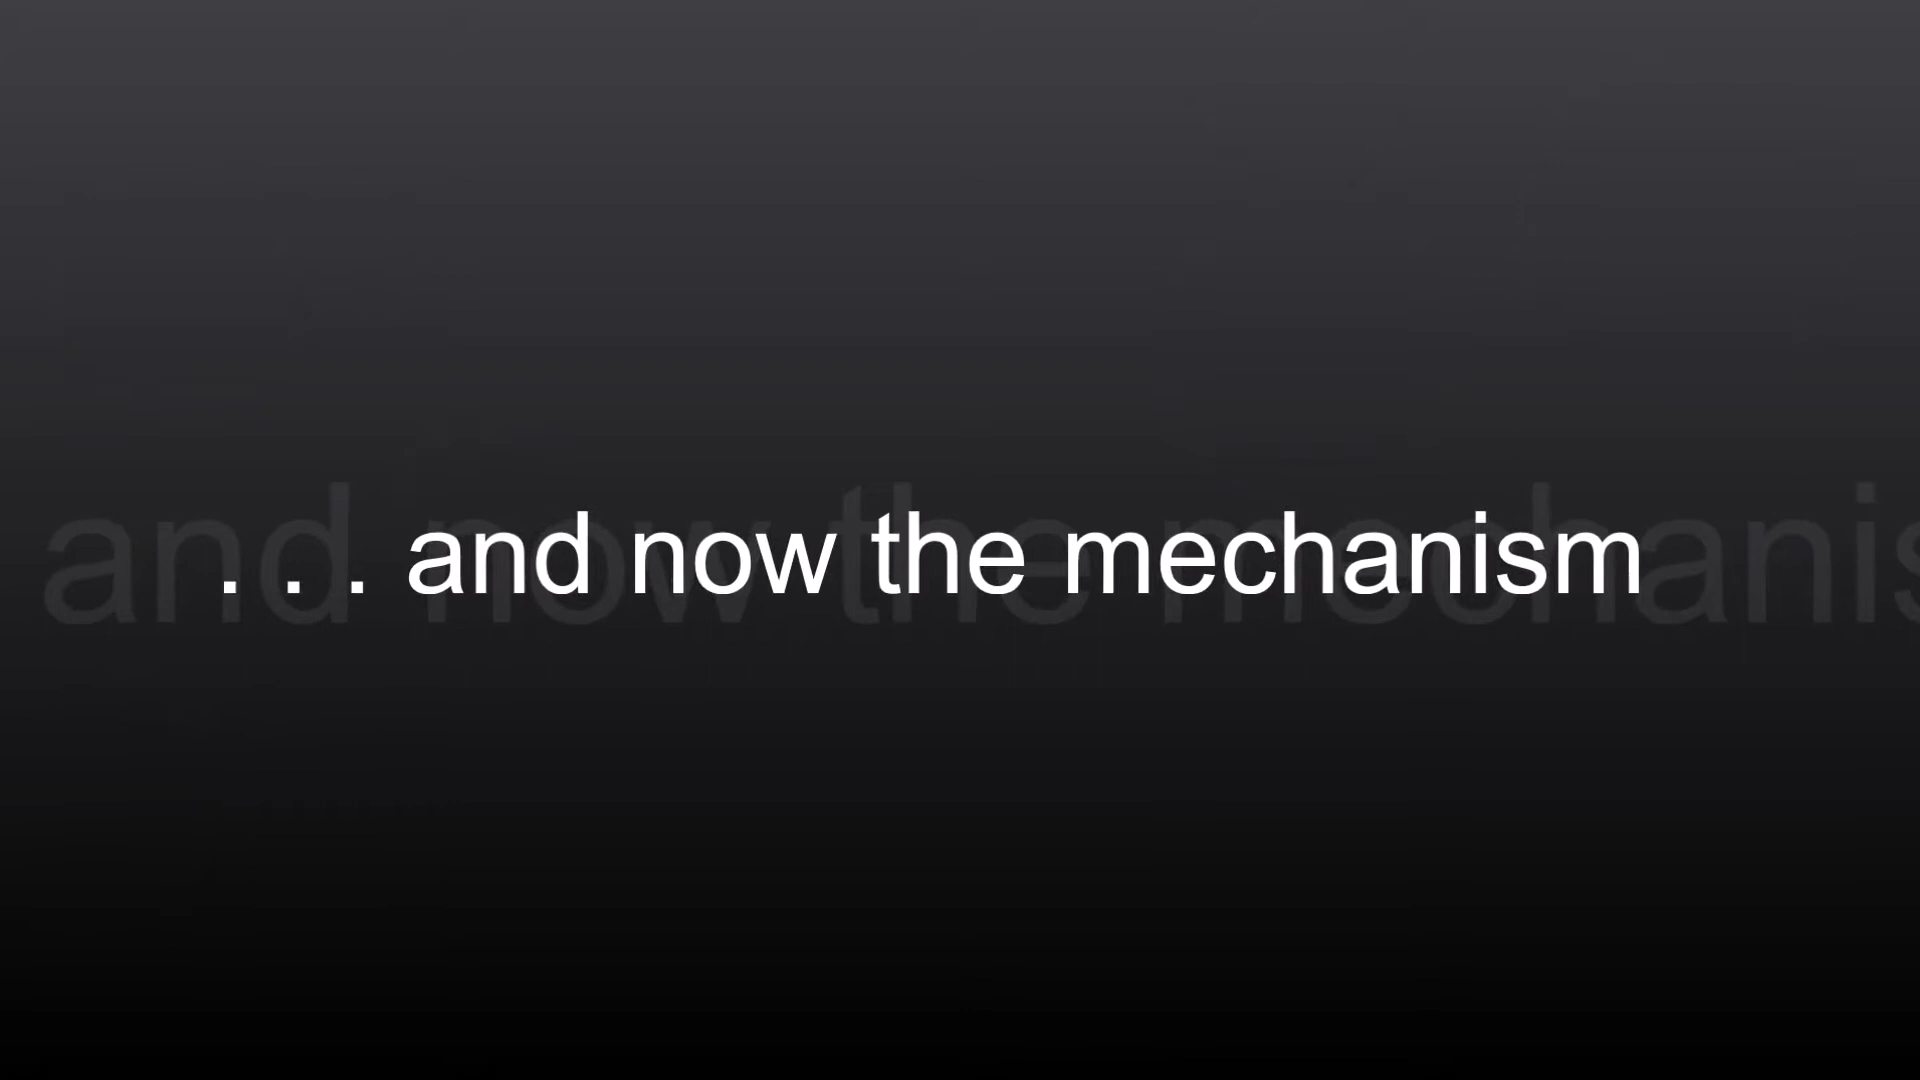 . . . and now the mechanism